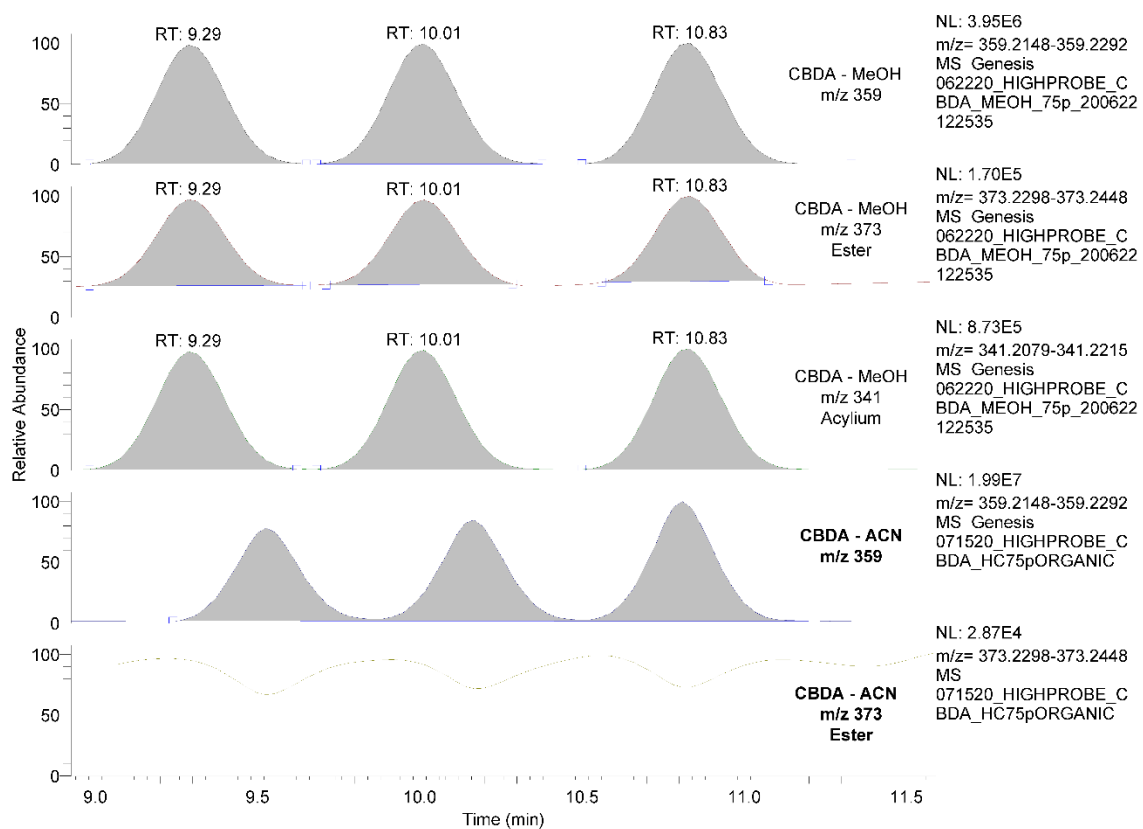 RT: 9.29 RT: 10.01 RT: 10.83
NL: 3.95E6
m/z= 359.2148-359.2292
MS Genesis
062220_HIGHPROBE_C
BDA_MEOH_75p_200622
122535
CBDA - MeOH
m/z 359
100
50
0
RT: 9.29 RT: 10.01 RT: 10.83
NL: 1.70E5
m/z= 373.2298-373.2448
MS Genesis
062220_HIGHPROBE_C
BDA_MEOH_75p_200622
122535
CBDA - MeOH
m/z 373
Ester
100
50
0
RT: 9.29 RT: 10.01 RT: 10.83
NL: 8.73E5
m/z= 341.2079-341.2215
MS Genesis
062220_HIGHPROBE_C
BDA_MEOH_75p_200622
122535
CBDA - MeOH
m/z 341
Acylium
100
50
0
Relative Abundance
NL: 1.99E7
m/z= 359.2148-359.2292
MS Genesis
071520_HIGHPROBE_C
BDA_HC75pORGANIC
CBDA - ACN
m/z 359
100
50
0
NL: 2.87E4
m/z= 373.2298-373.2448
MS
071520_HIGHPROBE_C
BDA_HC75pORGANIC
CBDA - ACN
m/z 373
Ester
100
50
0
9.0 9.5 10.0 10.5 11.0 11.5
Time (min)